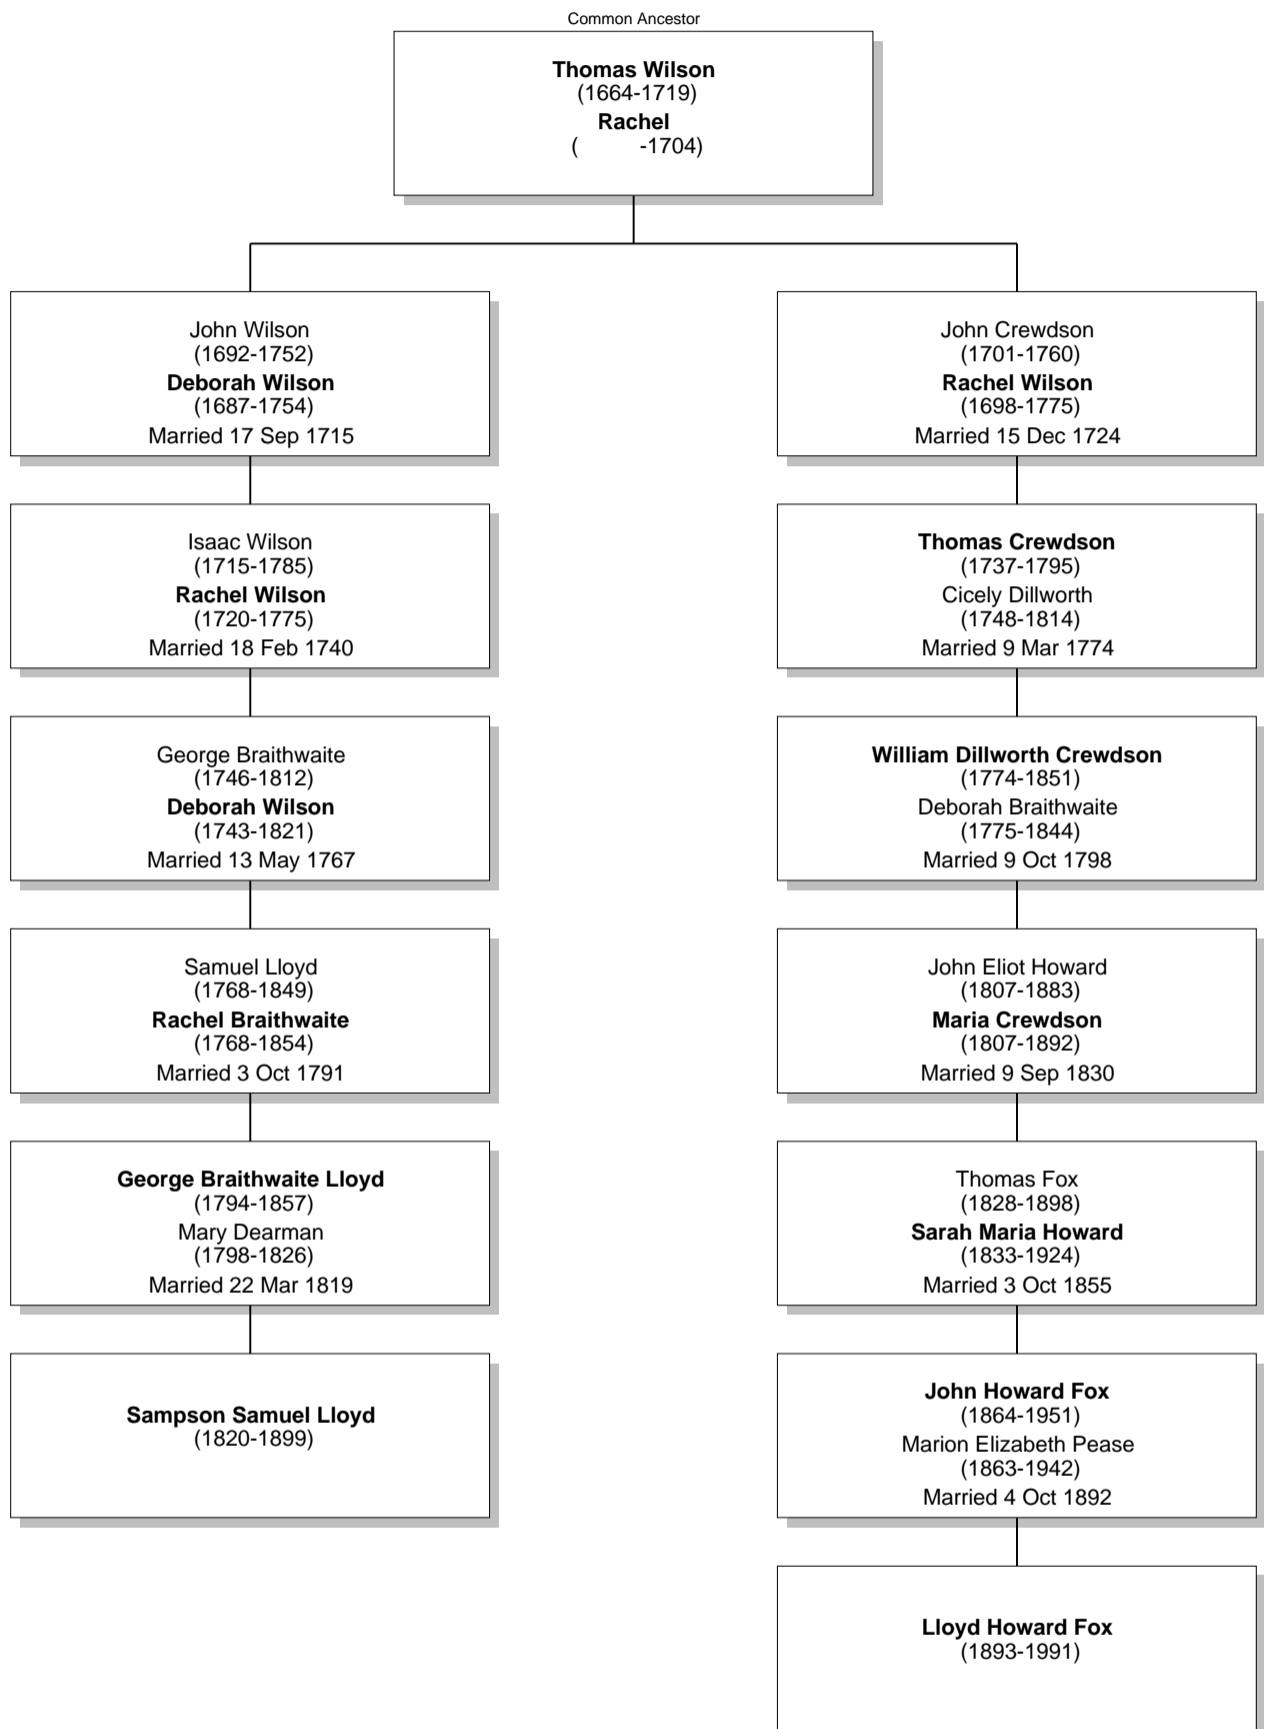 Common Ancestor
Thomas Wilson
(1664-1719)
Rachel
( -1704)
John Wilson
(1692-1752)
Deborah Wilson
(1687-1754)
Married 17 Sep 1715
John Crewdson
(1701-1760)
Rachel Wilson
(1698-1775)
Married 15 Dec 1724
Isaac Wilson
(1715-1785)
Rachel Wilson
(1720-1775)
Married 18 Feb 1740
Thomas Crewdson
(1737-1795)
Cicely Dillworth
(1748-1814)
Married 9 Mar 1774
George Braithwaite
(1746-1812)
Deborah Wilson
(1743-1821)
Married 13 May 1767
William Dillworth Crewdson
(1774-1851)
Deborah Braithwaite
(1775-1844)
Married 9 Oct 1798
Samuel Lloyd
(1768-1849)
Rachel Braithwaite
(1768-1854)
Married 3 Oct 1791
John Eliot Howard
(1807-1883)
Maria Crewdson
(1807-1892)
Married 9 Sep 1830
George Braithwaite Lloyd
(1794-1857)
Mary Dearman
(1798-1826)
Married 22 Mar 1819
Thomas Fox
(1828-1898)
Sarah Maria Howard
(1833-1924)
Married 3 Oct 1855
Sampson Samuel Lloyd
(1820-1899)
John Howard Fox
(1864-1951)
Marion Elizabeth Pease
(1863-1942)
Married 4 Oct 1892
Lloyd Howard Fox
(1893-1991)